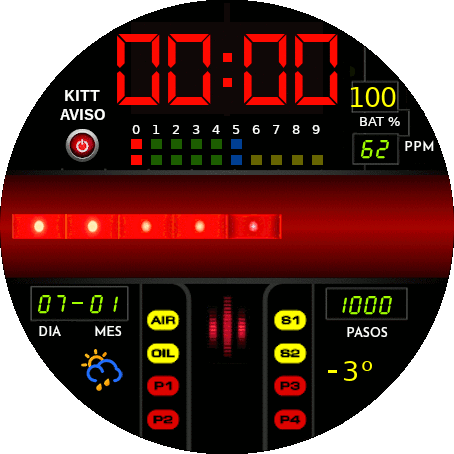 00:00
KITT
AVISO
100
BAT %
0 1 2 3 4 5 6 7 8 9
62 PPM
07-01
DIA MES
1000
PASOS
AIR
OIL
P1
P2
S1
S2
P3
P4
-3º